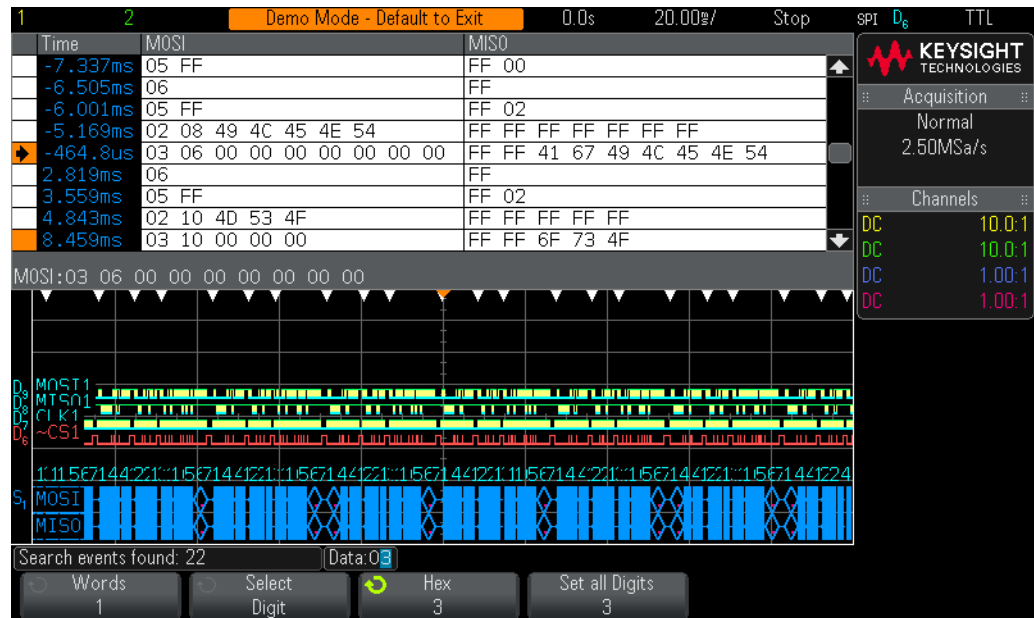 1 2 Demo Mode - Default to Exit 0.0s 20.00ms/ Stop SPI D6 TTL
Time MOSI MISO
-7.337ms 05 FF FF 00
-6.505ms 06 FF
-6.001ms 05 FF FF 02
-5.169ms 02 08 49 4C 45 4E 54 FF FF FF FF FF FF FF
-464.8us 03 06 00 00 00 00 00 00 00 FF FF 41 67 49 4C 45 4E 54
2.819ms 06 FF
3.559ms 05 FF FF 02
4.843ms 02 10 4D 53 4F FF FF FF FF FF
8.459ms 03 10 00 00 00 FF FF 6F 73 4F
MOSI:03 06 00 00 00 00 00 00 00
KEYSIGHT
TECHNOLOGIES
Acquisition
Normal
2.50MSa/s
Channels
DC 10.0:1
DC 10.0:1
DC 1.00:1
DC 1.00:1
D9 MOSI1
D8 MISO1
D7 CLK1
D6 ~CS1
S1 MOSI
MISO
Search events found: 22 Data:03
Words Select Hex Set all Digits
1 Digit 3 3